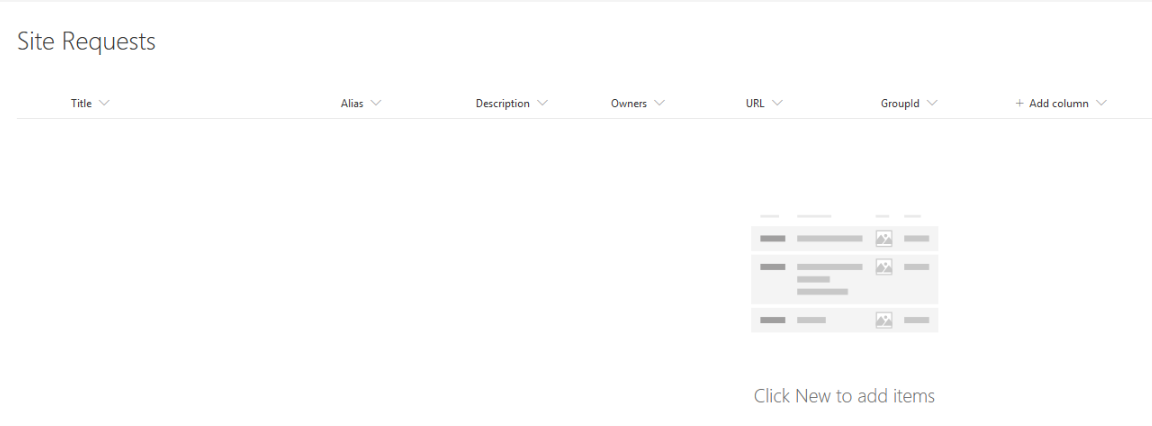 Site Requests
Title Alias Description Owners URL GroupId + Add column
Click New to add items